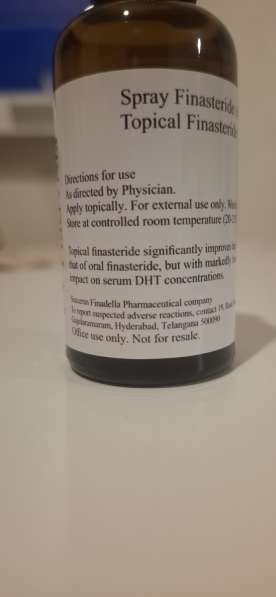 Spray Finasteride
Topical Finasteride
Directions for use
As directed by Physician.
Apply topically. For external use only.
Store at controlled room temperature (20-
Topical finasteride significantly improves
that of oral finasteride, but with markedly
impact on serum DHT concentrations.
Finadella Pharmaceutical company
To report suspected adverse reactions, contact
Gajularamaram, Hyderabad, Telangana 500090
Office use only. Not for resale.